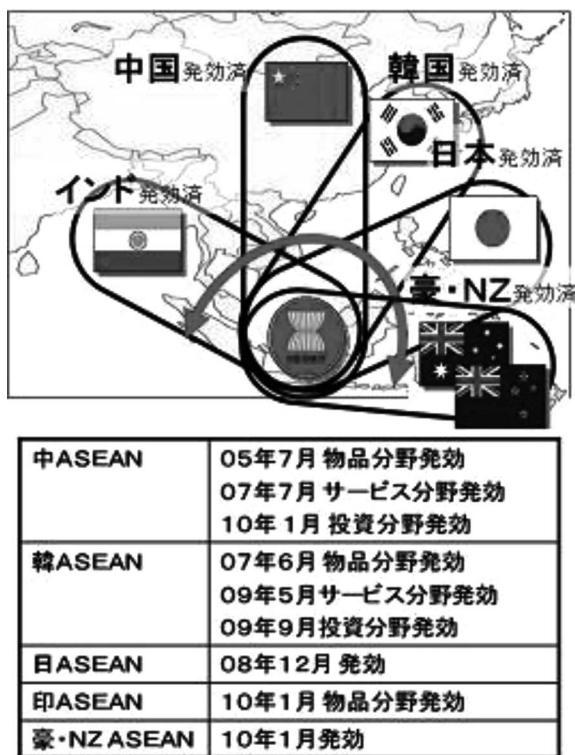 中国発効済
韓国発効済
日本発効済
インド発効済
豪・NZ発効済
中ASEAN
05年7月 物品分野発効
07年7月 サービス分野発効
10年1月 投資分野発効
韓ASEAN
07年6月 物品分野発効
09年5月サービス分野発効
09年9月投資分野発効
日ASEAN
08年12月 発効
印ASEAN
10年1月 物品分野発効
豪・NZ ASEAN
10年1月発効